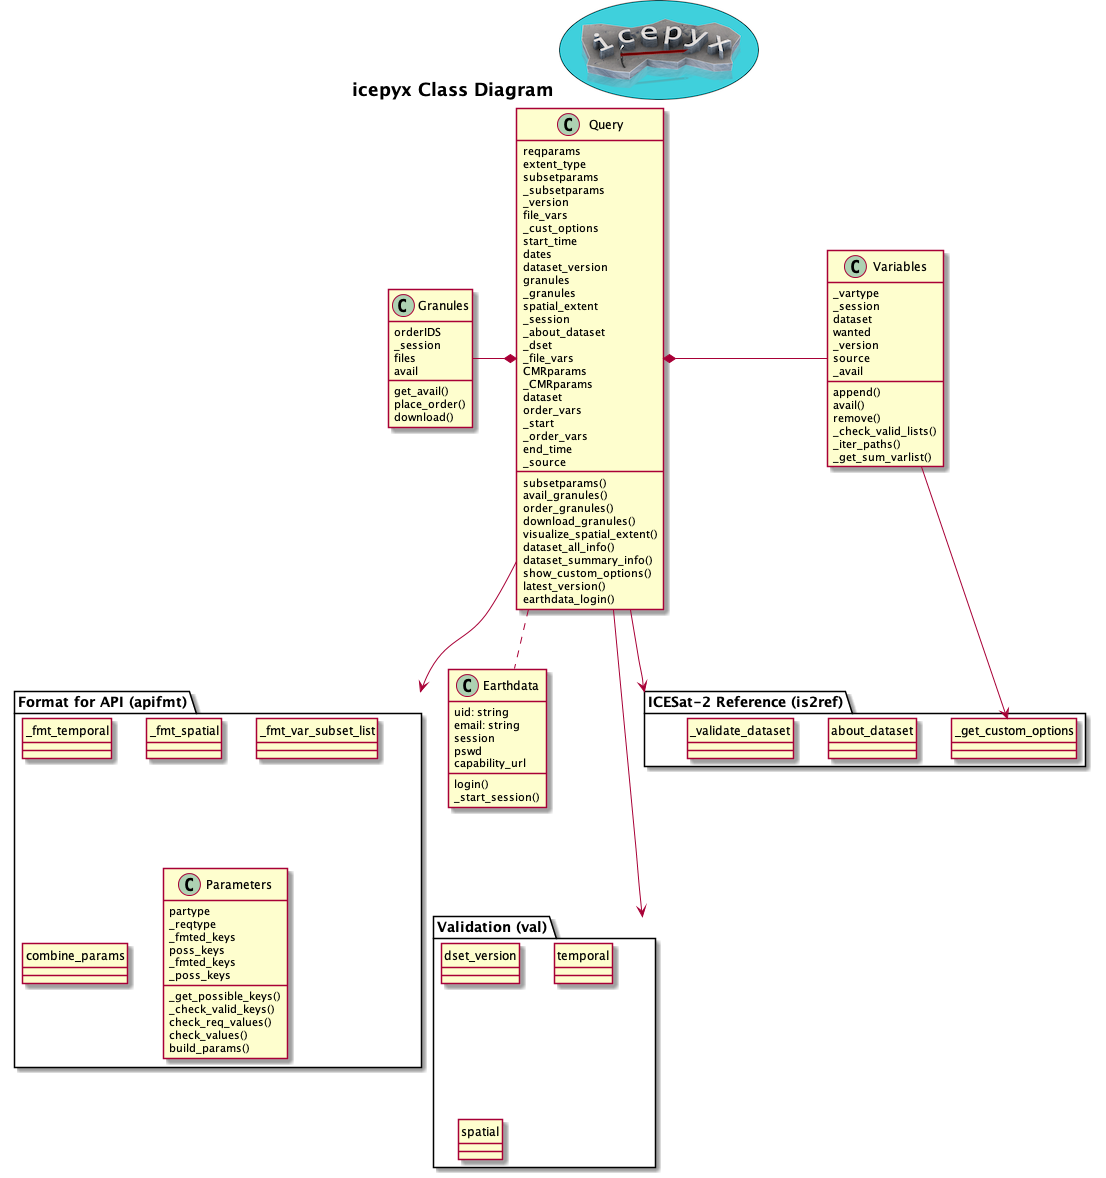 icepyx
icepyx Class Diagram
C Query
reqparams
extent_type
subsetparams
_subsetparams
_version
file_vars
_cust_options
start_time
dates
dataset_version
granules
_granules
spatial_extent
_session
_about_dataset
_dset
_file_vars
CMRparams
_CMRparams
dataset
order_vars
_start
_order_vars
end_time
_source
subsetparams()
avail_granules()
order_granules()
download_granules()
visualize_spatial_extent()
dataset_all_info()
dataset_summary_info()
show_custom_options()
latest_version()
earthdata_login()
C Granules
orderIDS
_session
files
avail
get_avail()
place_order()
download()
C Variables
_vartype
_session
dataset
wanted
_version
source
_avail
append()
avail()
remove()
_check_valid_lists()
_iter_paths()
_get_sum_varlist()
Format for API (apifmt)
_fmt_temporal
_fmt_spatial
_fmt_var_subset_list
combine_params
C Parameters
partype
_reqtype
_fmted_keys
poss_keys
_fmted_keys
_poss_keys
_get_possible_keys()
_check_valid_keys()
check_req_values()
check_values()
build_params()
C Earthdata
uid: string
email: string
session
pswd
capability_url
login()
_start_session()
ICESat-2 Reference (is2ref)
_validate_dataset
about_dataset
_get_custom_options
Validation (val)
dset_version
temporal
spatial